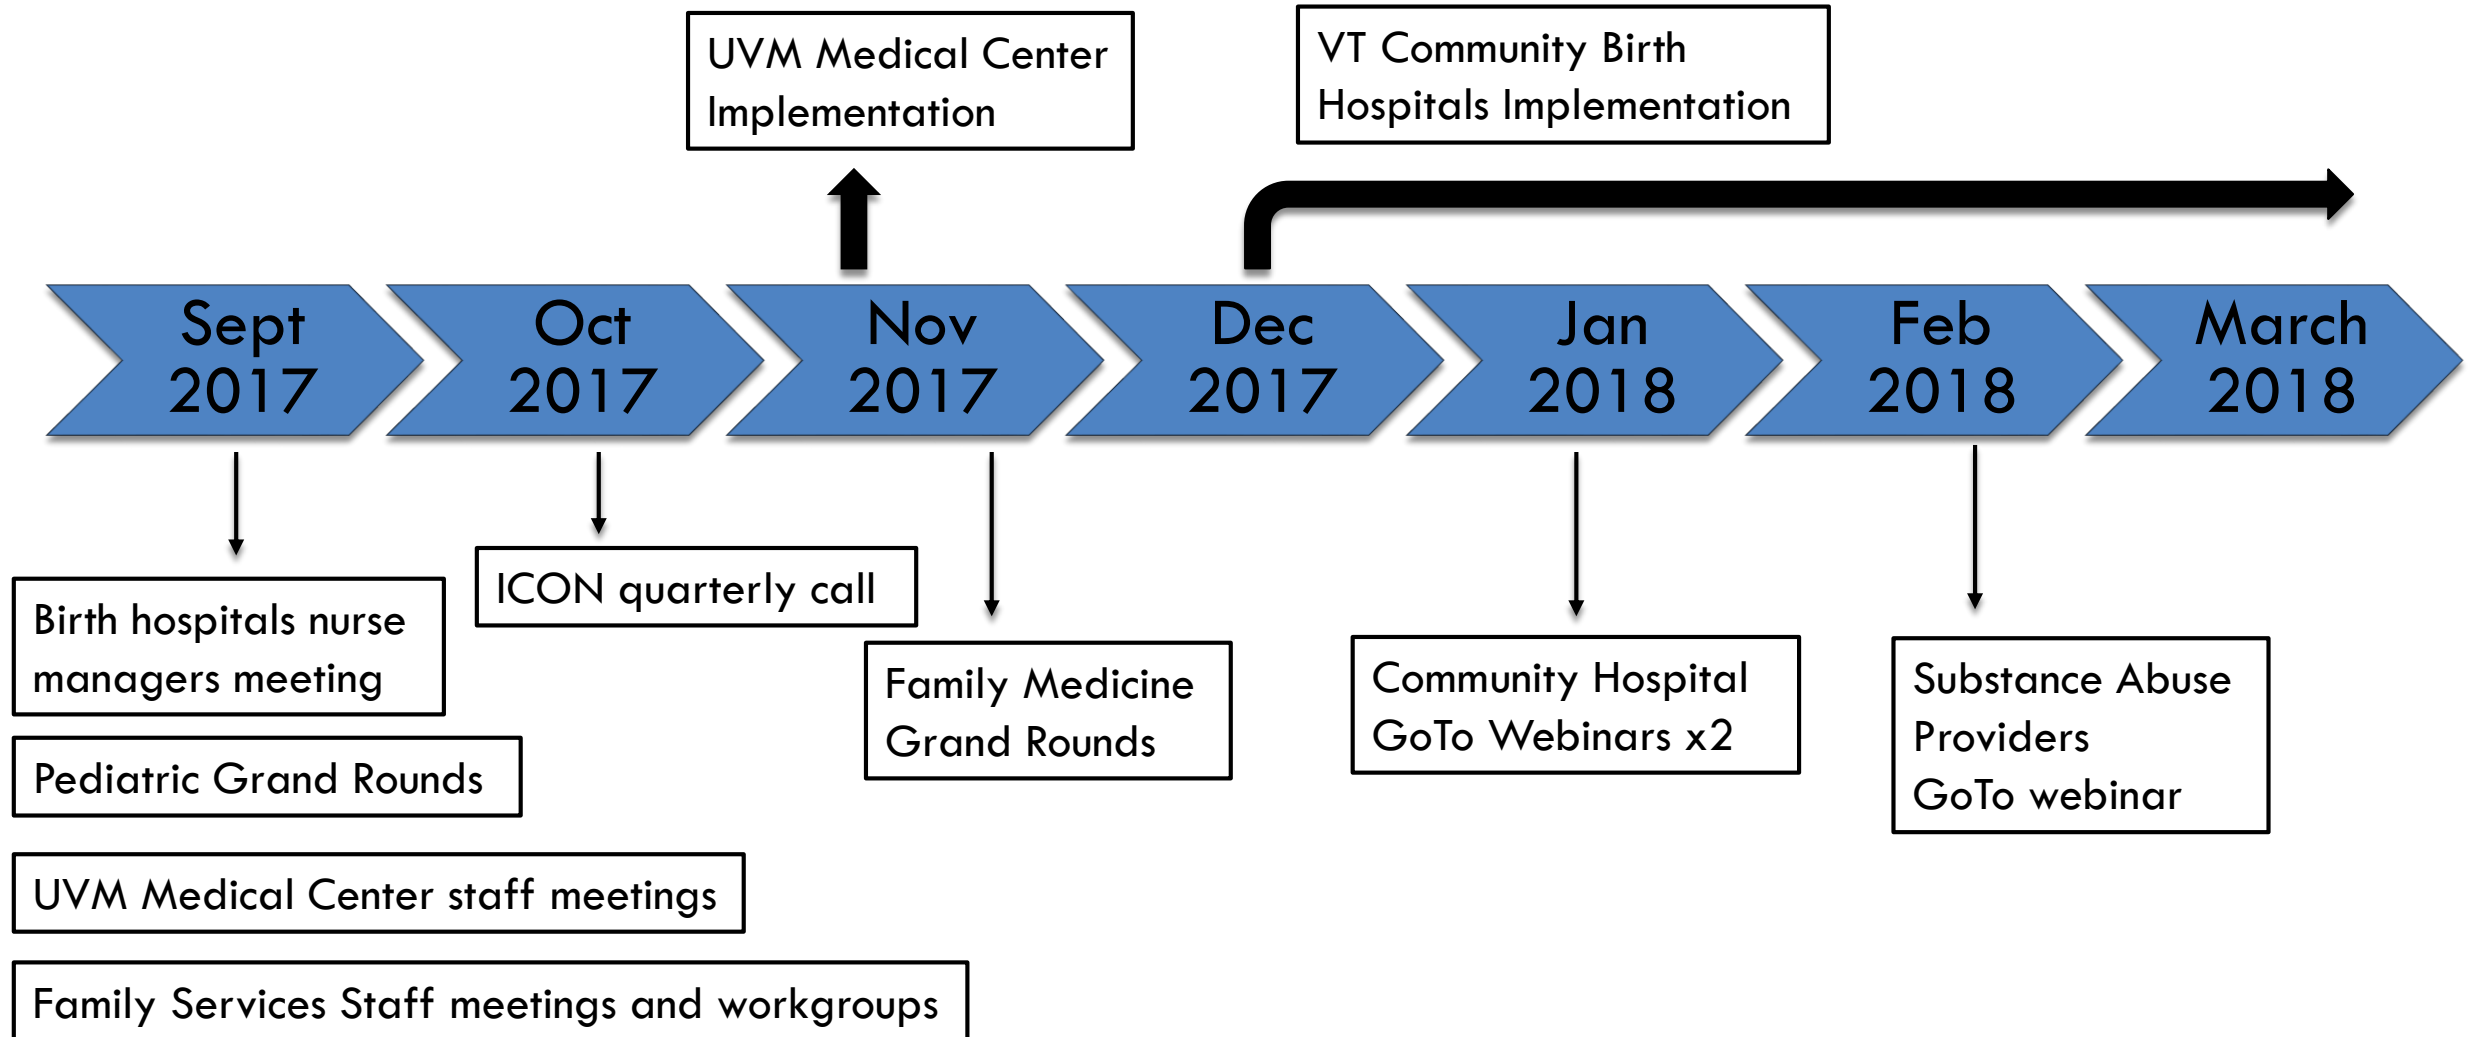 UVM Medical Center
Implementation
VT Community Birth
Hospitals Implementation
Sept
2017
Oct
2017
Nov
2017
Dec
2017
Jan
2018
Feb
2018
March
2018
Birth hospitals nurse
managers meeting
Pediatric Grand Rounds
UVM Medical Center staff meetings
Family Services Staff meetings and workgroups
ICON quarterly call
Family Medicine
Grand Rounds
Community Hospital
GoTo Webinars x2
Substance Abuse
Providers
GoTo webinar